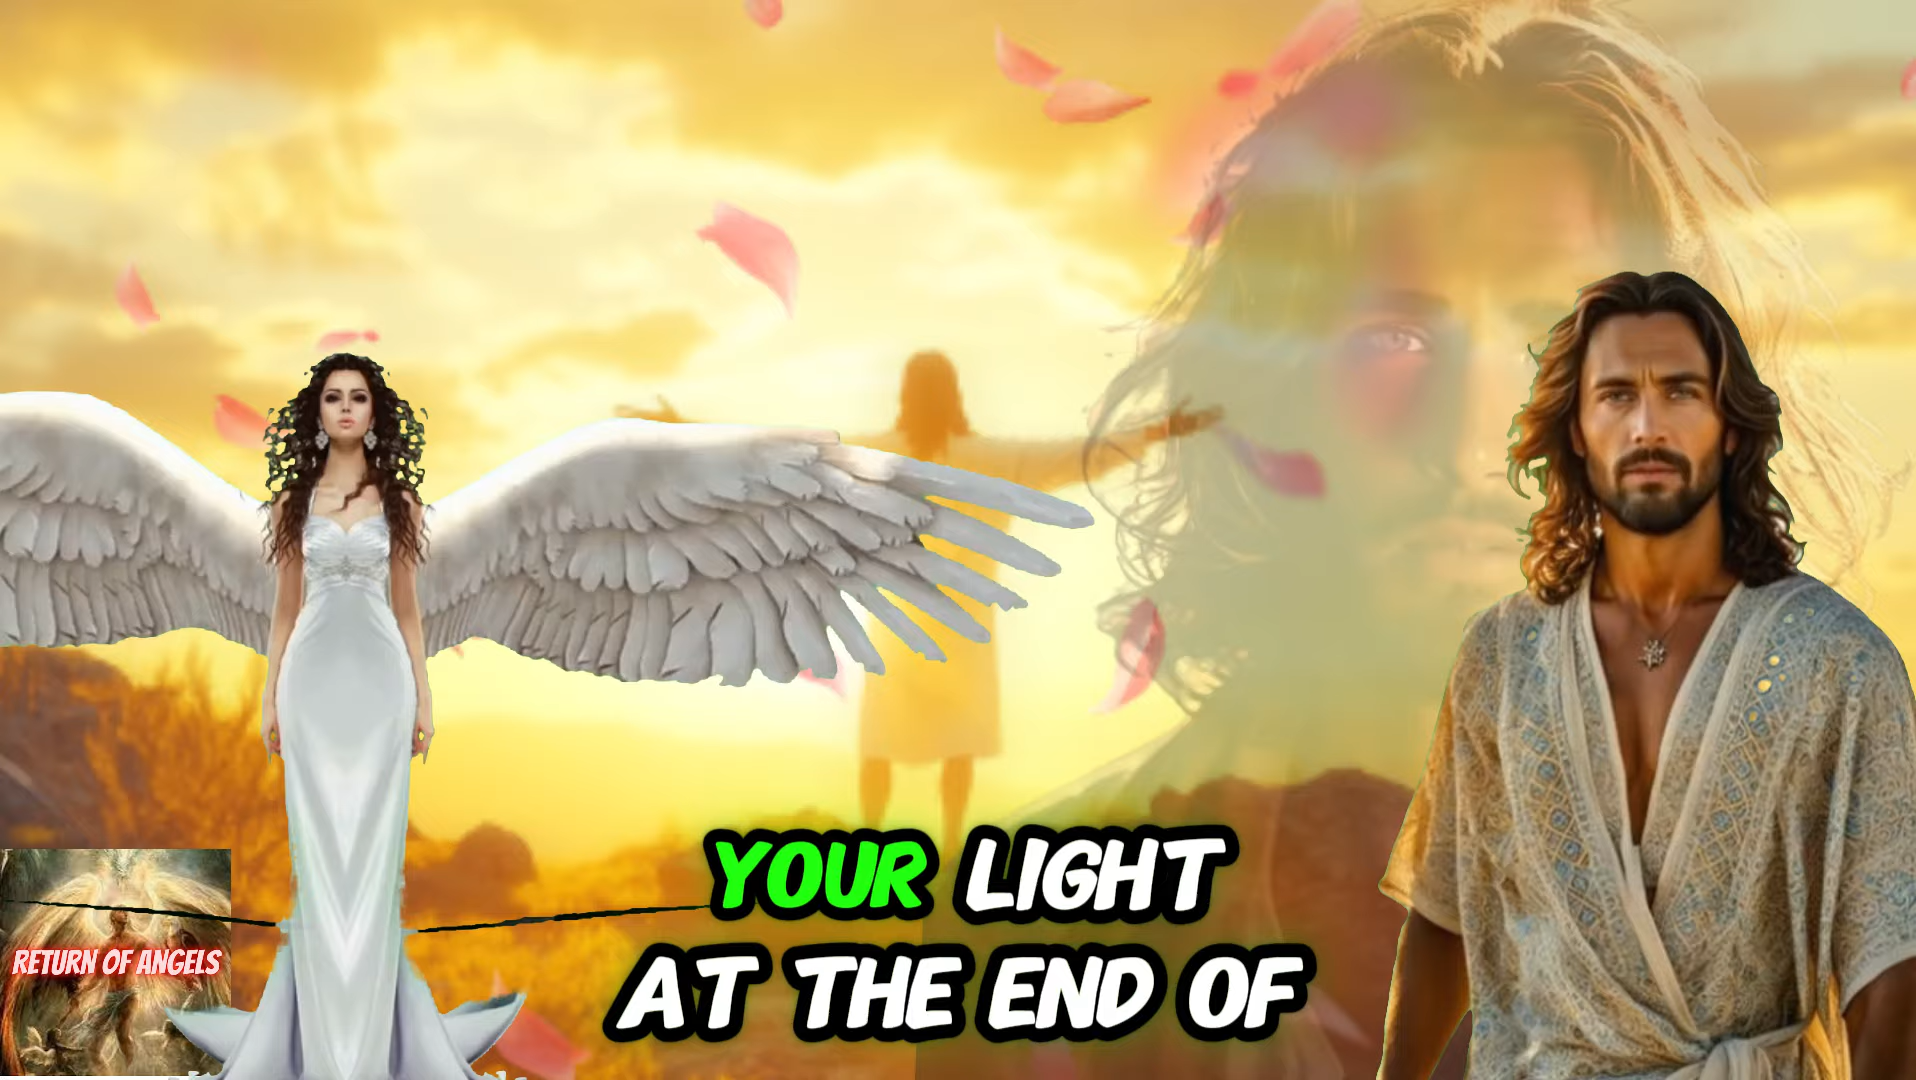 YOUR LIGHT
AT THE END OF
RETURN OF ANGELS